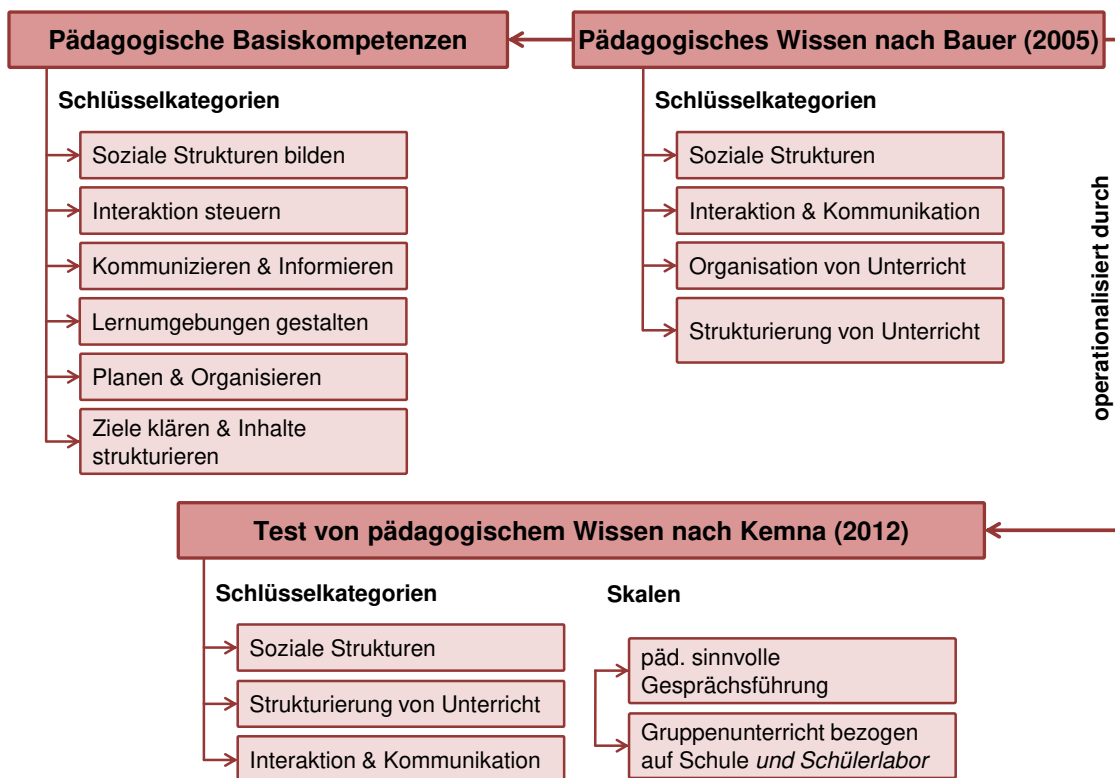 Pädagogische Basiskompetenzen
Schlüsselkategorien
Soziale Strukturen bilden
Interaktion steuern
Kommunizieren & Informieren
Lernumgebungen gestalten
Planen & Organisieren
Ziele klären & Inhalte
strukturieren
Pädagogisches Wissen nach Bauer (2005)
Schlüsselkategorien
Soziale Strukturen
Interaktion & Kommunikation
Organisation von Unterricht
Strukturierung von Unterricht
operationalisiert durch
Test von pädagogischem Wissen nach Kemna (2012)
Schlüsselkategorien
Soziale Strukturen
Strukturierung von Unterricht
Interaktion & Kommunikation
Skalen
päd. sinnvolle
Gesprächsführung
Gruppenunterricht bezogen
auf Schule und Schülerlabor